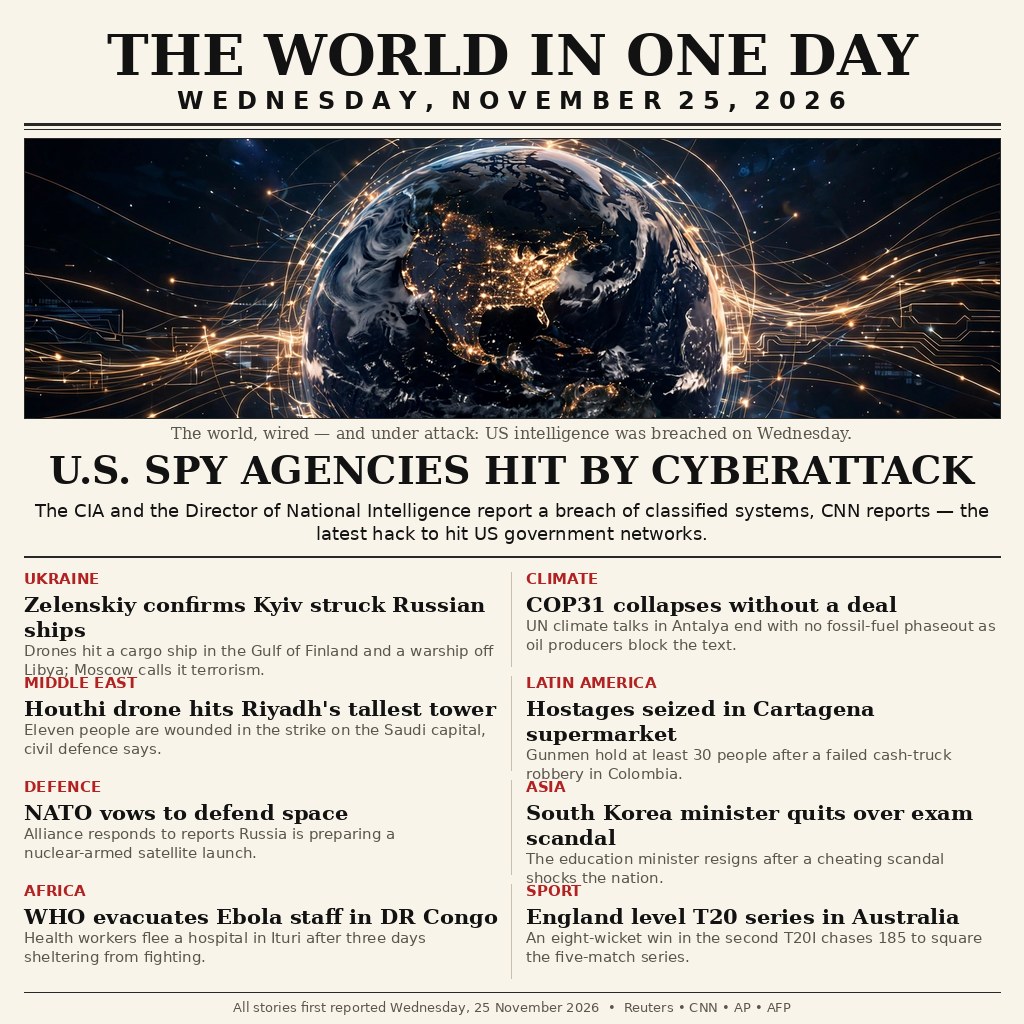 THE WORLD IN ONE DAY
WEDNESDAY, NOVEMBER 25, 2026
The world, wired — and under attack: US intelligence was breached on Wednesday.
U.S. SPY AGENCIES HIT BY CYBERATTACK
The CIA and the Director of National Intelligence report a breach of classified systems, CNN reports — the
latest hack to hit US government networks.
UKRAINE
Zelenskiy confirms Kyiv struck Russian
ships
Drones hit a cargo ship in the Gulf of Finland and a warship off
Libya; Moscow calls it terrorism.
MIDDLE EAST
Houthi drone hits Riyadh's tallest tower
Eleven people are wounded in the strike on the Saudi capital,
civil defence says.
DEFENCE
NATO vows to defend space
Alliance responds to reports Russia is preparing a
nuclear-armed satellite launch.
AFRICA
WHO evacuates Ebola staff in DR Congo
Health workers flee a hospital in Ituri after three days
sheltering from fighting.
CLIMATE
COP31 collapses without a deal
UN climate talks in Antalya end with no fossil-fuel phaseout as
oil producers block the text.
LATIN AMERICA
Hostages seized in Cartagena
supermarket
Gunmen hold at least 30 people after a failed cash-truck
robbery in Colombia.
ASIA
South Korea minister quits over exam
scandal
The education minister resigns after a cheating scandal
shocks the nation.
SPORT
England level T20 series in Australia
An eight-wicket win in the second T20I chases 185 to square
the five-match series.
All stories first reported Wednesday, 25 November 2026 • Reuters • CNN • AP • AFP